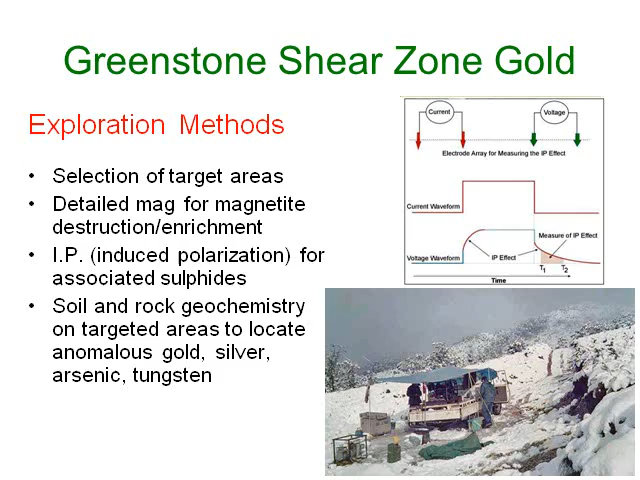 Greenstone Shear Zone Gold
Exploration Methods
• Selection of target areas
• Detailed mag for magnetite
destruction/enrichment
• I.P. (induced polarization) for
associated sulphides
• Soil and rock geochemistry
on targeted areas to locate
anomalous gold, silver,
arsenic, tungsten
Current
Voltage
Electrode Array for Measuring the IP Effect
Current Waveform
Measure of IP Effect
Voltage Waveform
IP Effect
T1 T2
Time